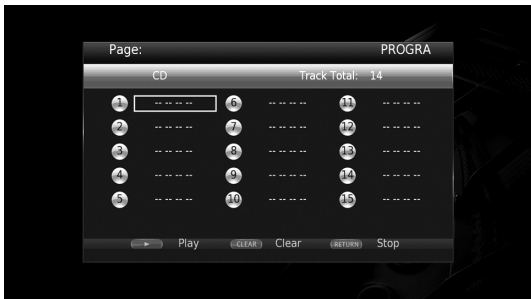 Page: PROGRA
CD Track Total: 14
1 -- -- -- -- 6 -- -- -- -- 11 -- -- -- --
2 -- -- -- -- 7 -- -- -- -- 12 -- -- -- --
3 -- -- -- -- 8 -- -- -- -- 13 -- -- -- --
4 -- -- -- -- 9 -- -- -- -- 14 -- -- -- --
5 -- -- -- -- 10 -- -- -- -- 15 -- -- -- --
Play CLEAR Clear RETURN Stop